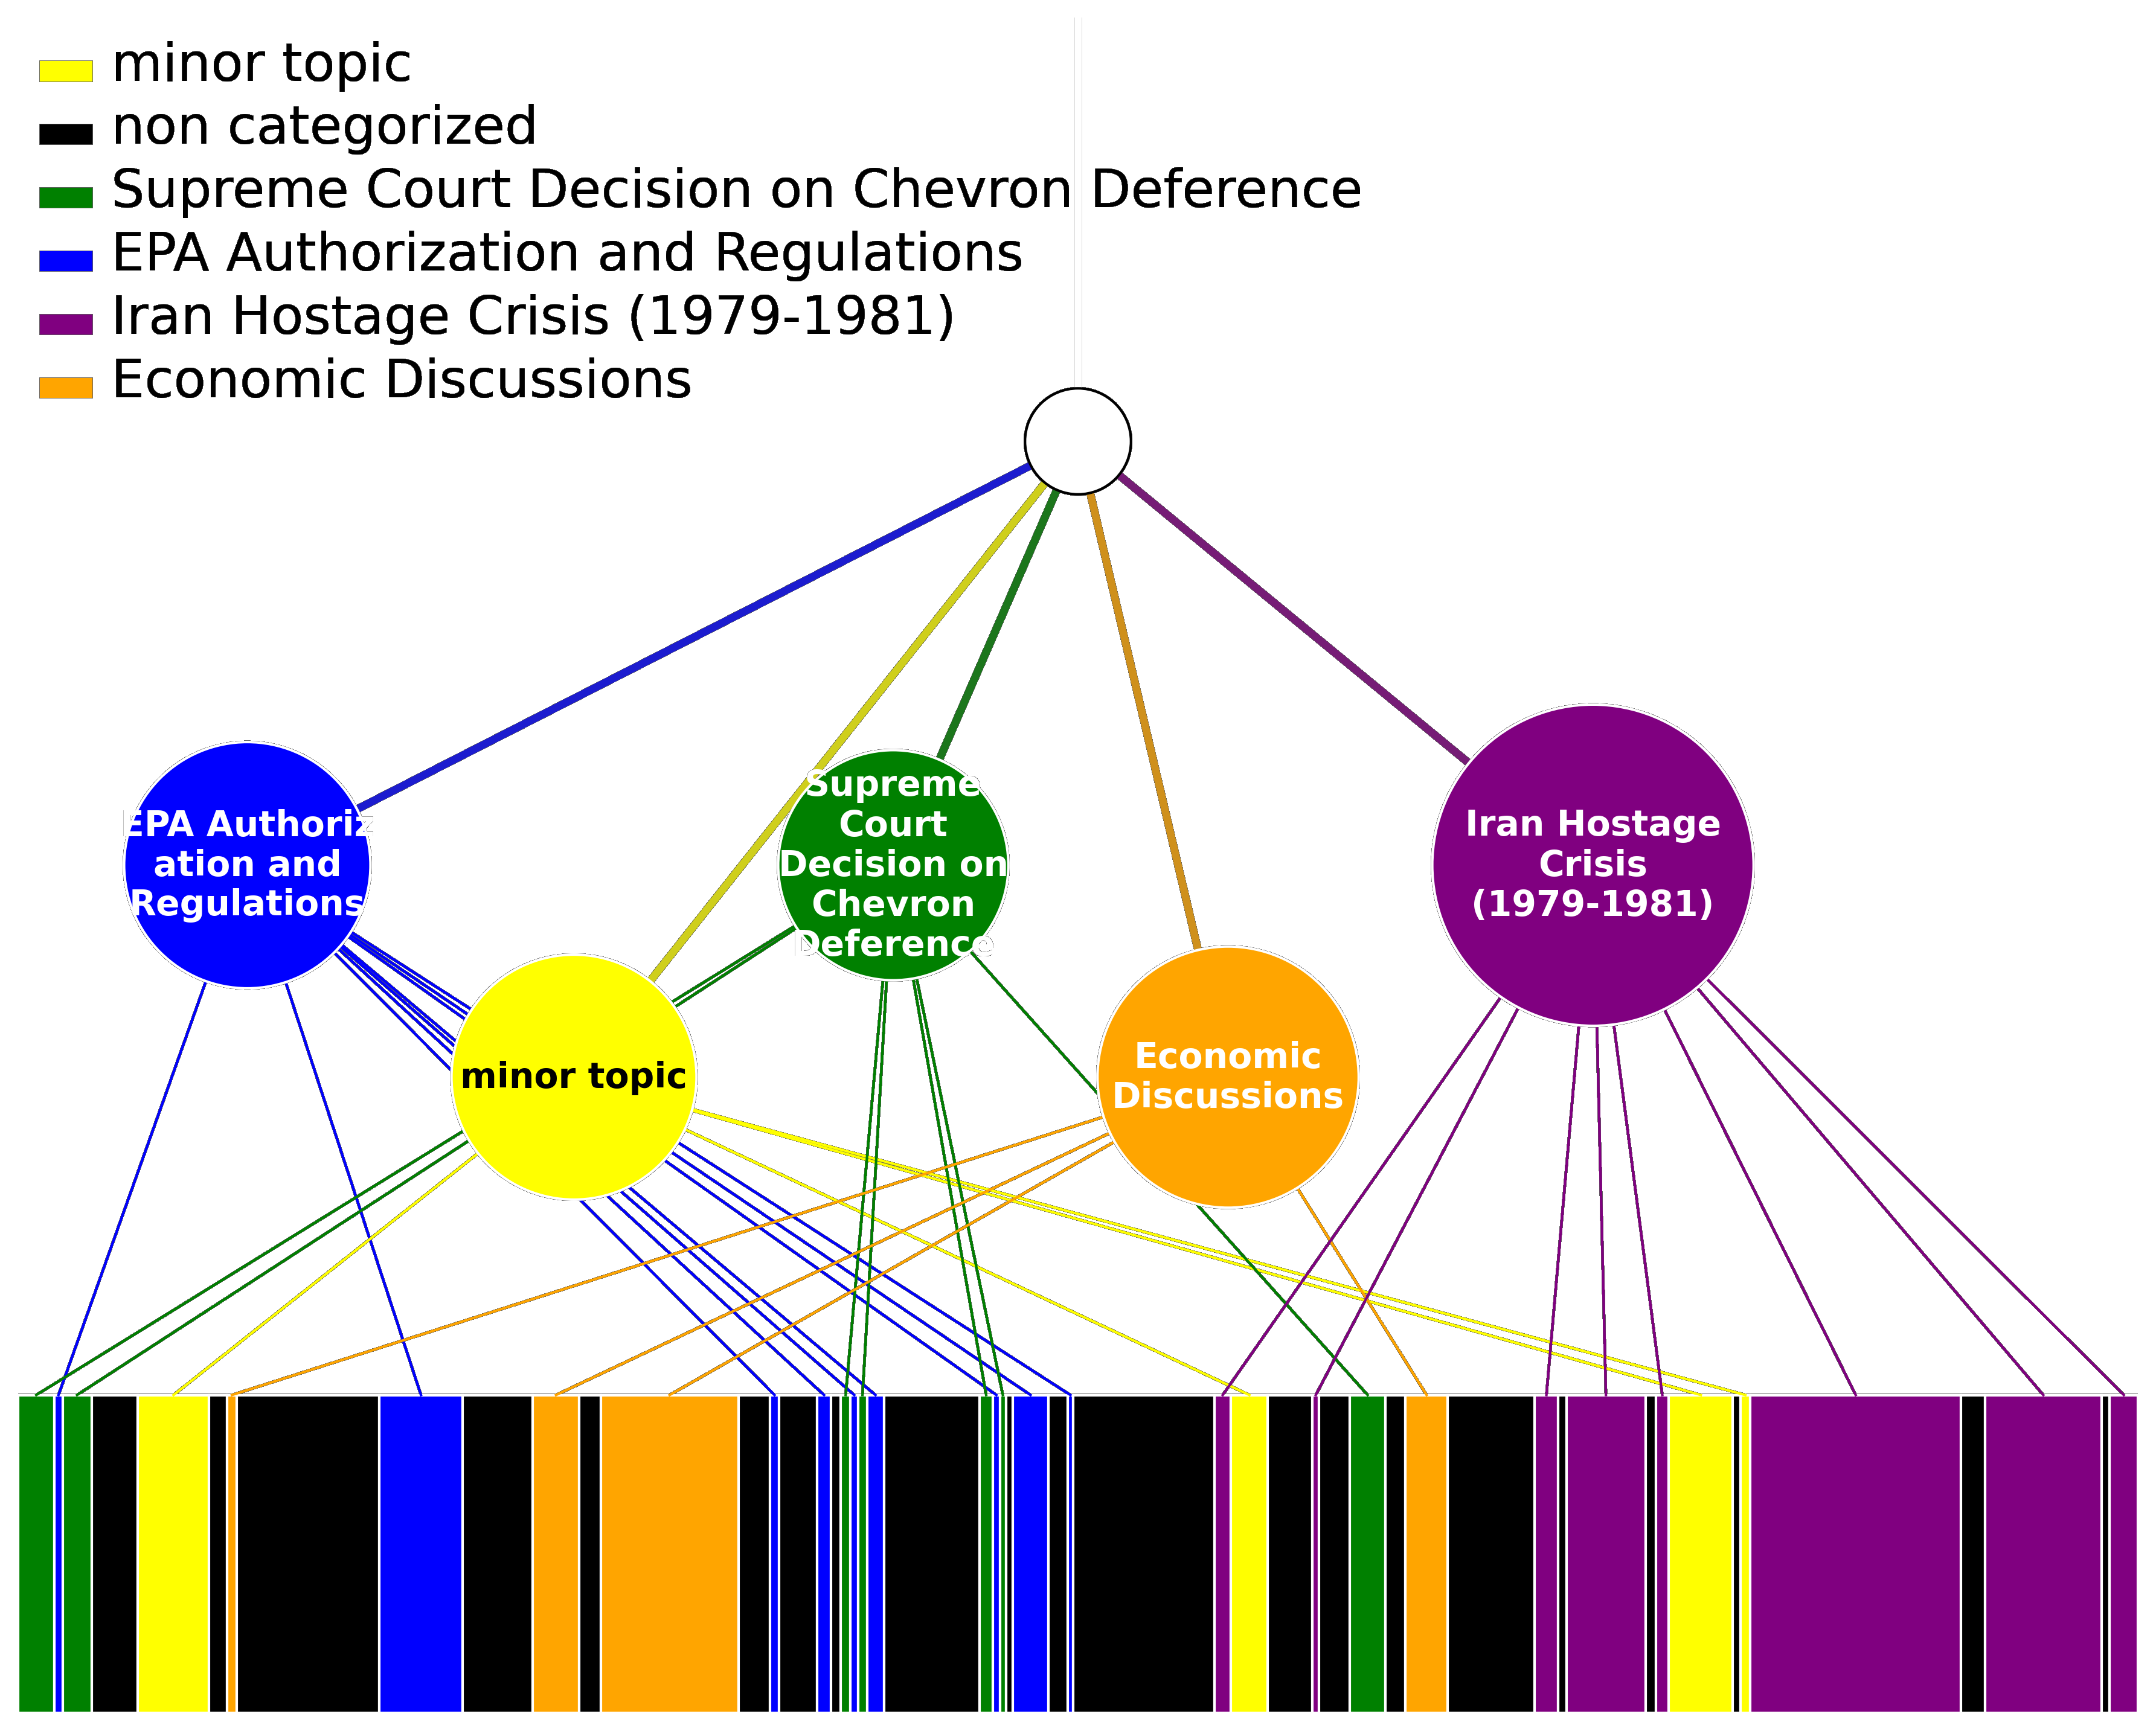 minor topic
non categorized
Supreme Court Decision on Chevron Deference
EPA Authorization and Regulations
Iran Hostage Crisis (1979-1981)
Economic Discussions
EPA Authoriz
ation and
Regulations
Supreme
Court
Decision on
Chevron
Deference
Iran Hostage
Crisis
(1979-1981)
minor topic
Economic
Discussions